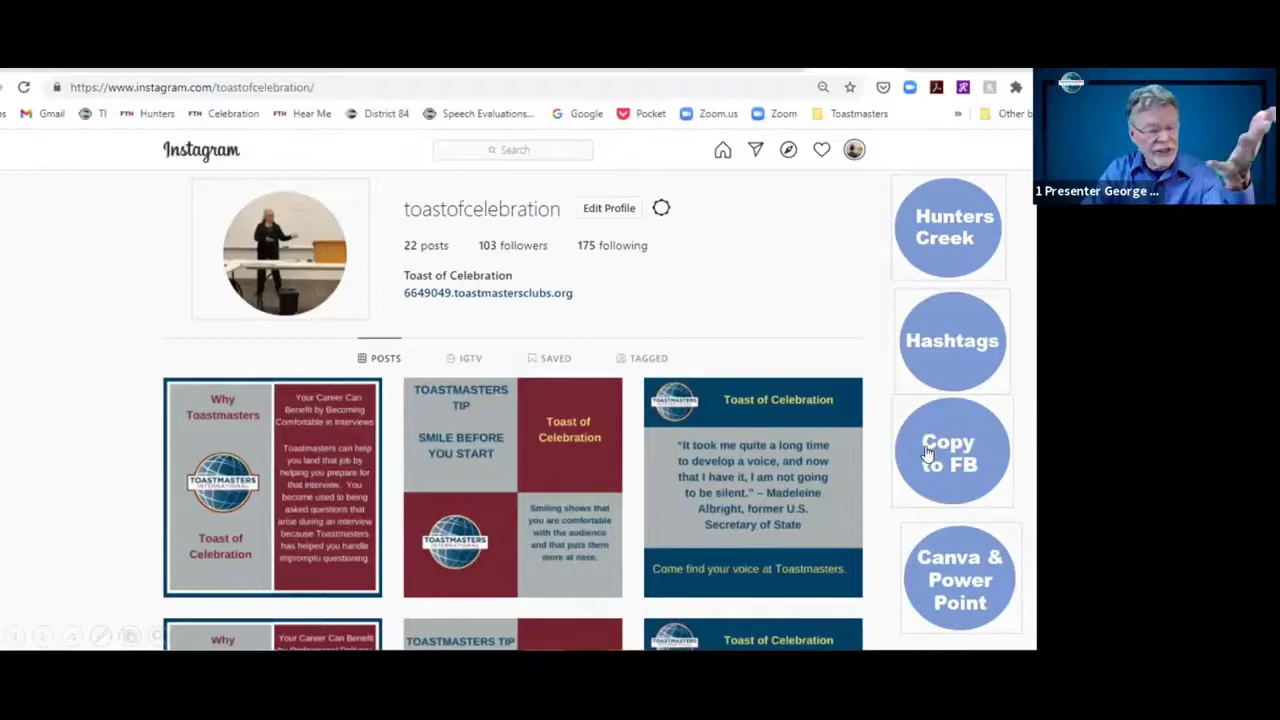 https://www.instagram.com/toastofcelebration/
Gmail
TI
FTH Hunters
FTH Celebration
FTH Hear Me
District 84
Speech Evaluations...
Google
Pocket
Zoom.us
Zoom
Toastmasters
»
Other b
Instagram
Search
toastofcelebration
Edit Profile
22 posts 103 followers 175 following
Toast of Celebration
6649049.toastmastersclubs.org
POSTS
IGTV
SAVED
TAGGED
Why
Toastmasters
TOASTMASTERS
INTERNATIONAL
Toast of
Celebration
Your Career Can
Benefit by Becoming
Comfortable in Interviews
Toastmasters can help
you land that job by
helping you prepare for
that interview. You
become used to being
asked questions that
arise during an interview
because Toastmasters
has helped you handle
impromptu questioning
TOASTMASTERS
TIP
SMILE BEFORE
YOU START
Toast of
Celebration
TOASTMASTERS
INTERNATIONAL
Smiling shows that
you are comfortable
with the audience
and that puts them
more at ease.
TOASTMASTERS
Toast of Celebration
"It took me quite a long time
to develop a voice, and now
that I have it, I am not going
to be silent." – Madeleine
Albright, former U.S.
Secretary of State
Come find your voice at Toastmasters.
Why
Your Career Can
TOASTMASTERS TIP
TOASTMASTERS
Toast of Celebration
Hunters
Creek
Hashtags
Copy
to FB
Canva &
Power
Point
1 Presenter George ...